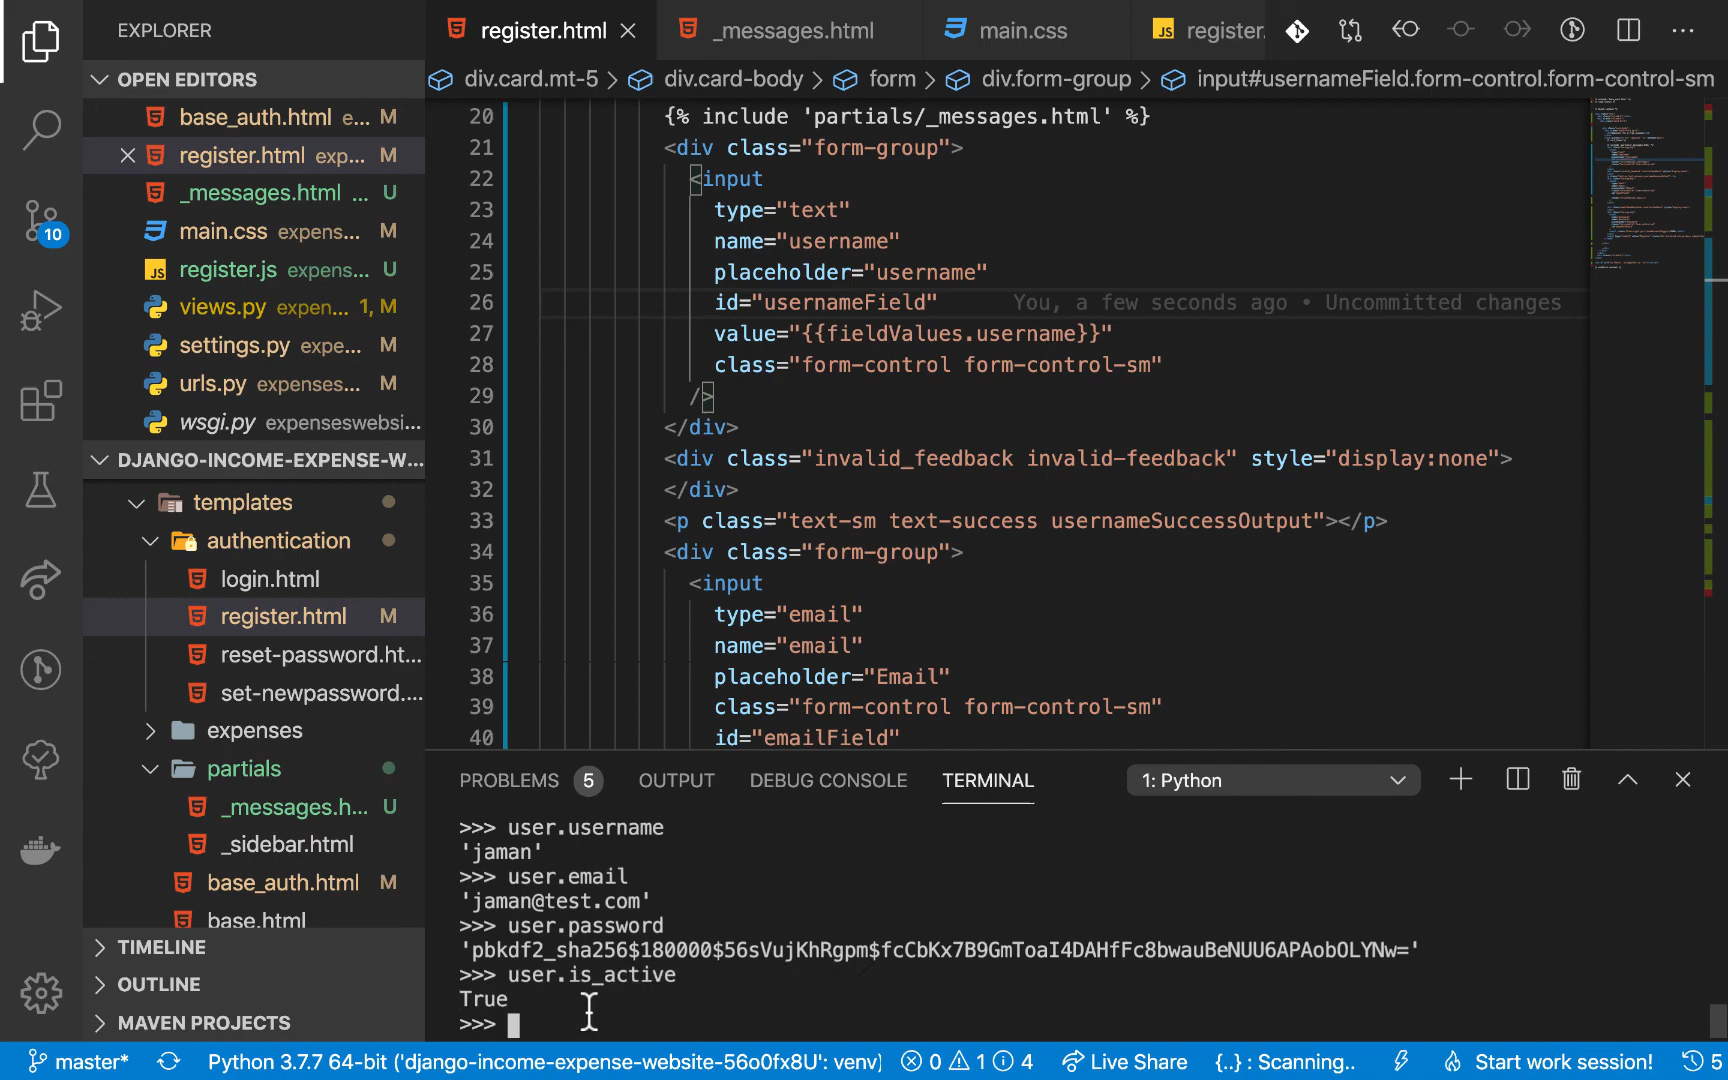 EXPLORER
OPEN EDITORS
base_auth.html e... M
register.html exp... M
_messages.html ... U
main.css expens... M
JS register.js expens... U
views.py expen... 1, M
settings.py expe... M
urls.py expenses... M
wsgi.py expenseswebsi...
10
DJANGO-INCOME-EXPENSE-W...
templates
authentication
login.html
register.html M
reset-password.ht...
set-newpassword....
expenses
partials
_messages.h... U
_sidebar.html
base_auth.html M
base.html
TIMELINE
OUTLINE
MAVEN PROJECTS
register.html
_messages.html
main.css
JS register.
div.card.mt-5 > div.card-body > form > div.form-group > input#usernameField.form-control.form-control-sm
20 {% include 'partials/_messages.html' %}
21 <div class="form-group">
22 <input
23 type="text"
24 name="username"
25 placeholder="username"
26 id="usernameField" You, a few seconds ago • Uncommitted changes
27 value="{{fieldValues.username}}"
28 class="form-control form-control-sm"
29 />
30 </div>
31 <div class="invalid_feedback invalid-feedback" style="display:none">
32 </div>
33 <p class="text-sm text-success usernameSuccessOutput"></p>
34 <div class="form-group">
35 <input
36 type="email"
37 name="email"
38 placeholder="Email"
39 class="form-control form-control-sm"
40 id="emailField"
PROBLEMS 5 OUTPUT DEBUG CONSOLE TERMINAL 1: Python
>>> user.username
'jaman'
>>> user.email
'jaman@test.com'
>>> user.password
'pbkdf2_sha256$180000$56sVujKhRgpm$fcCbKx7B9GmToaI4DAHfFc8bwauBeNUU6APAobOLYNw='
>>> user.is_active
True
>>>
master* Python 3.7.7 64-bit ('django-income-expense-website-56o0fx8U': venv) 0 1 4 Live Share {..} : Scanning.. Start work session! 5